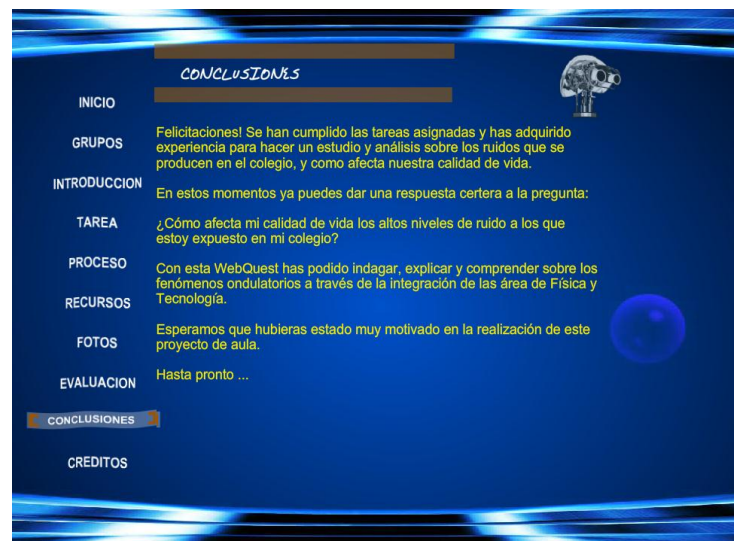 CONCLUSIONES
INICIO
GRUPOS
INTRODUCCION
TAREA
PROCESO
RECURSOS
FOTOS
EVALUACION
CONCLUSIONES
CREDITOS
Felicitaciones! Se han cumplido las tareas asignadas y has adquirido
experiencia para hacer un estudio y análisis sobre los ruidos que se
producen en el colegio, y como afecta nuestra calidad de vida.
En estos momentos ya puedes dar una respuesta certera a la pregunta:
¿Cómo afecta mi calidad de vida los altos niveles de ruido a los que
estoy expuesto en mi colegio?
Con esta WebQuest has podido indagar, explicar y comprender sobre los
fenómenos ondulatorios a través de la integración de las área de Física y
Tecnología.
Esperamos que hubieras estado muy motivado en la realización de este
proyecto de aula.
Hasta pronto ...